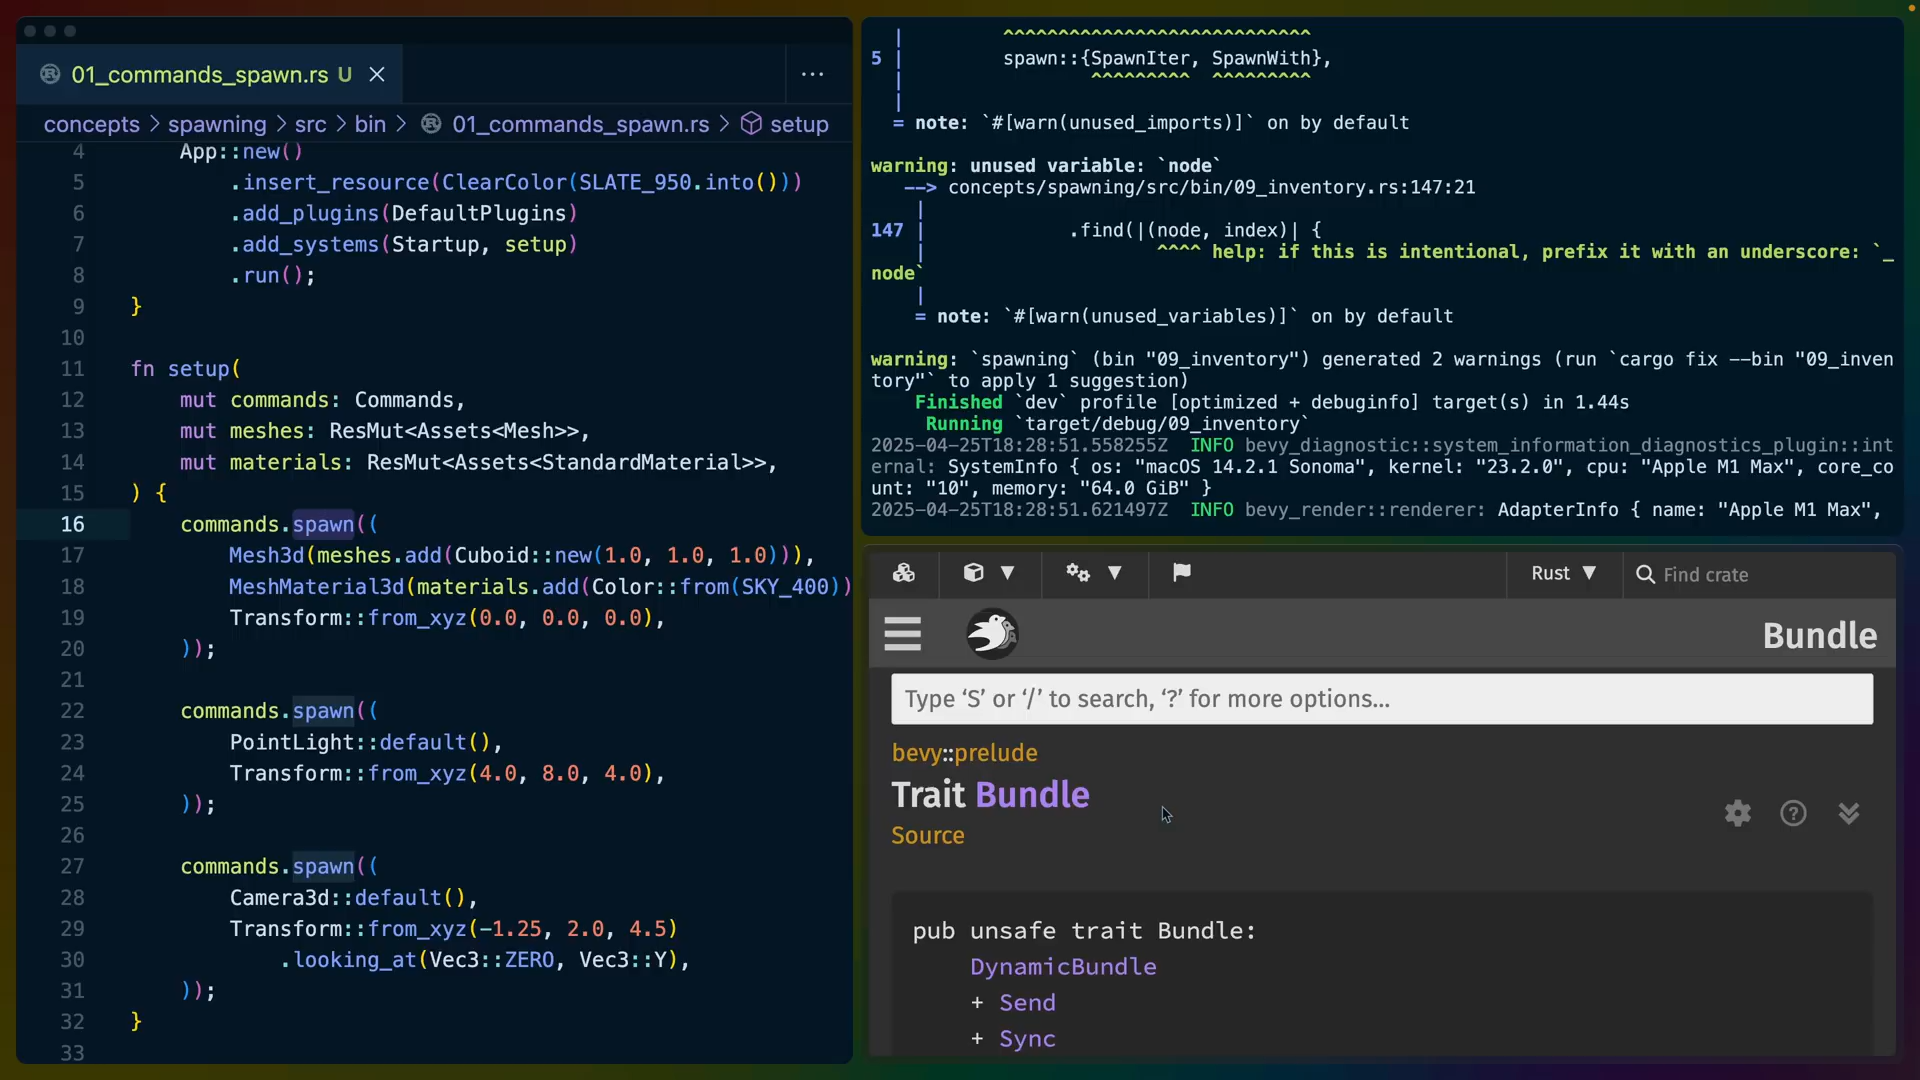 01_commands_spawn.rs U
concepts > spawning > src > bin > 01_commands_spawn.rs > setup
4 App::new()
5 .insert_resource(ClearColor(SLATE_950.into()))
6 .add_plugins(DefaultPlugins)
7 .add_systems(Startup, setup)
8 .run();
9 }
10
11 fn setup(
12 mut commands: Commands,
13 mut meshes: ResMut<Assets<Mesh>>,
14 mut materials: ResMut<Assets<StandardMaterial>>,
15 ) {
16 commands.spawn((
17 Mesh3d(meshes.add(Cuboid::new(1.0, 1.0, 1.0))),
18 MeshMaterial3d(materials.add(Color::from(SKY_400))
19 Transform::from_xyz(0.0, 0.0, 0.0),
20 ));
21
22 commands.spawn((
23 PointLight::default(),
24 Transform::from_xyz(4.0, 8.0, 4.0),
25 ));
26
27 commands.spawn((
28 Camera3d::default(),
29 Transform::from_xyz(-1.25, 2.0, 4.5)
30 .looking_at(Vec3::ZERO, Vec3::Y),
31 ));
32 }
33
| ^^^^^^^^^^^^^^^^^^^^^^^^^^^^
5 | spawn::{SpawnIter, SpawnWith},
| ^^^^^^^^^ ^^^^^^^^^
|
= note: `#[warn(unused_imports)]` on by default
warning: unused variable: `node`
--> concepts/spawning/src/bin/09_inventory.rs:147:21
|
147 | .find(|(node, index)| {
| ^^^^ help: if this is intentional, prefix it with an underscore: `_
node`
|
= note: `#[warn(unused_variables)]` on by default
warning: `spawning` (bin "09_inventory") generated 2 warnings (run `cargo fix --bin "09_inven
tory"` to apply 1 suggestion)
Finished `dev` profile [optimized + debuginfo] target(s) in 1.44s
Running `target/debug/09_inventory`
2025-04-25T18:28:51.558255Z INFO bevy_diagnostic::system_information_diagnostics_plugin::int
ernal: SystemInfo { os: "macOS 14.2.1 Sonoma", kernel: "23.2.0", cpu: "Apple M1 Max", core_co
unt: "10", memory: "64.0 GiB" }
2025-04-25T18:28:51.621497Z INFO bevy_render::renderer: AdapterInfo { name: "Apple M1 Max",
Rust Find crate
Bundle
Type ‘S’ or ‘/’ to search, ‘?’ for more options…
bevy::prelude
Trait Bundle
Source
pub unsafe trait Bundle:
DynamicBundle
+ Send
+ Sync